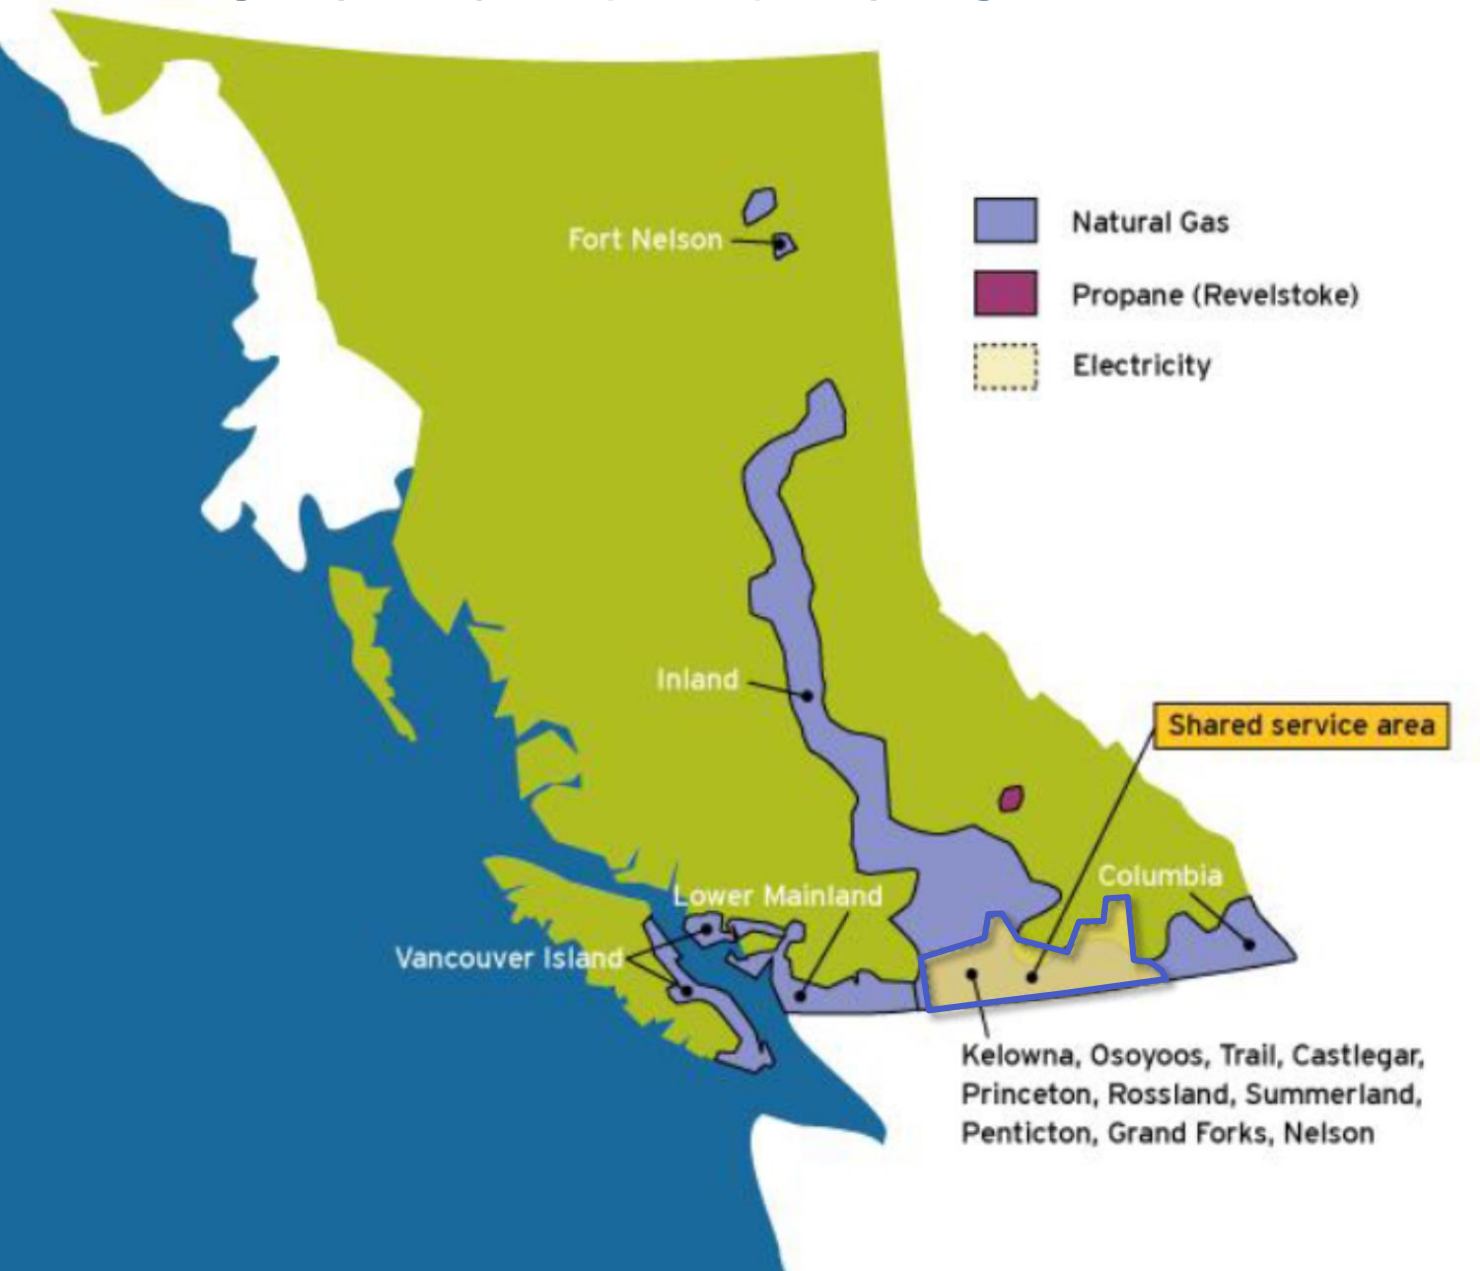 Fort Nelson
Natural Gas
Propane (Revelstoke)
Electricity
Inland
Shared service area
Columbia
Lower Mainland
Vancouver Island
Kelowna, Osoyoos, Trail, Castlegar,
Princeton, Rossland, Summerland,
Penticton, Grand Forks, Nelson